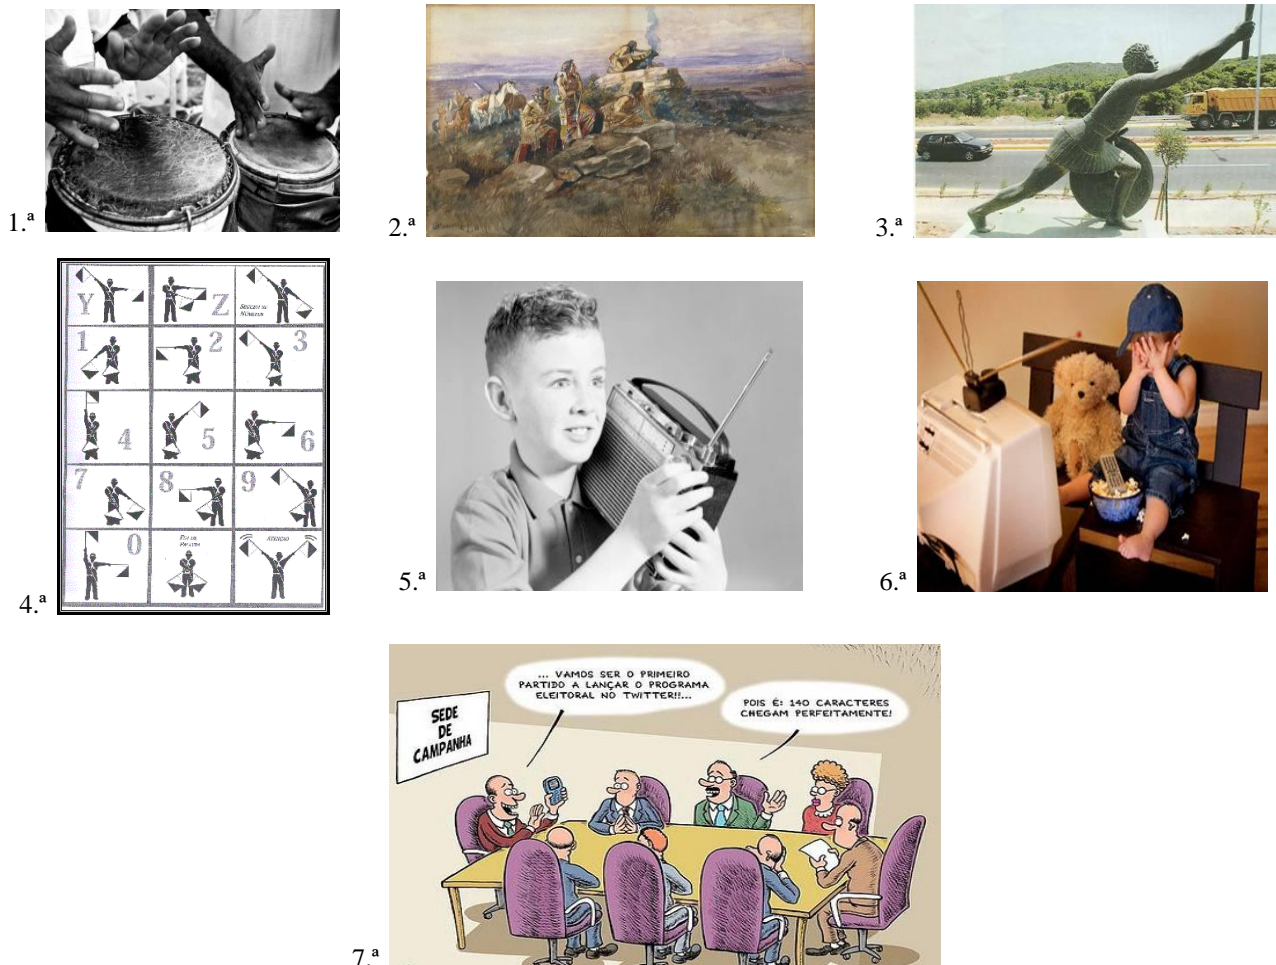 1.ª
2.ª
3.ª
Y
Z
1
2
3
4
5
6
7
8
9
0
ATENÇÃO
4.ª
5.ª
6.ª
SEDE
DE
CAMPANHA
... VAMOS SER O PRIMEIRO
PARTIDO A LANÇAR O PROGRAMA
ELEITORAL NO TWITTER!!...
POIS É: 140 CARACTERES
CHEGAM PERFEITAMENTE!
7.ª